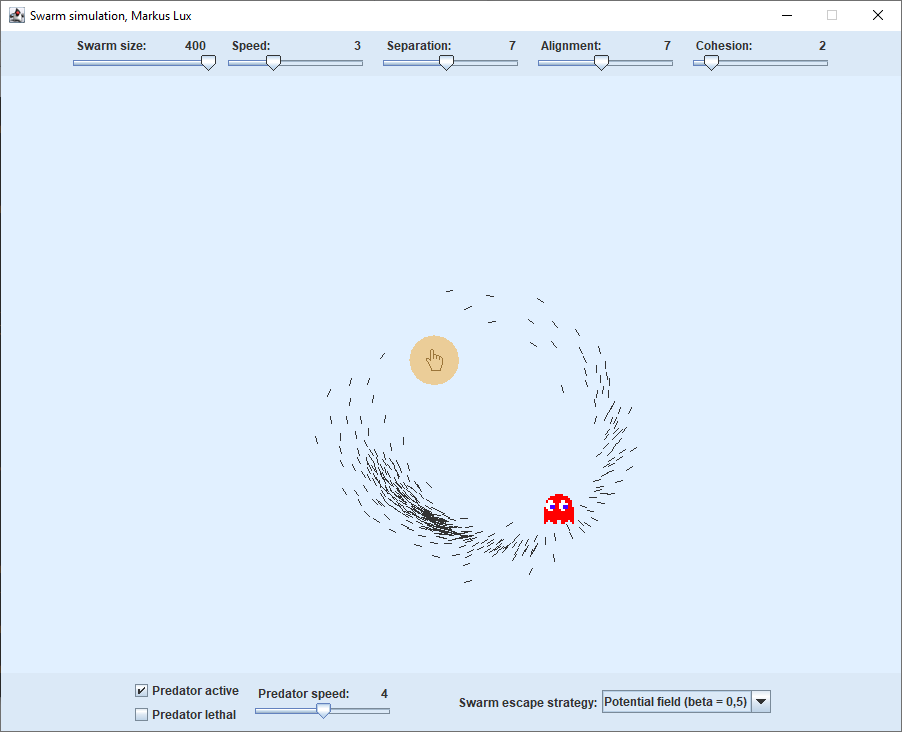 Swarm simulation, Markus Lux
Swarm size: 400 Speed: 3 Separation: 7 Alignment: 7 Cohesion: 2
Predator active
Predator speed: 4
Swarm escape strategy: Potential field (beta = 0,5)
Predator lethal